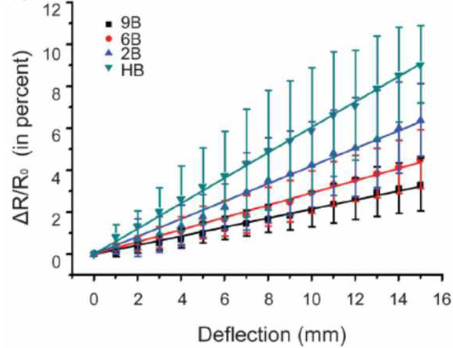 9B
6B
2B
HB
ΔR/R₀ (in percent)
12
10
8
6
4
2
0
0 2 4 6 8 10 12 14 16
Deflection (mm)